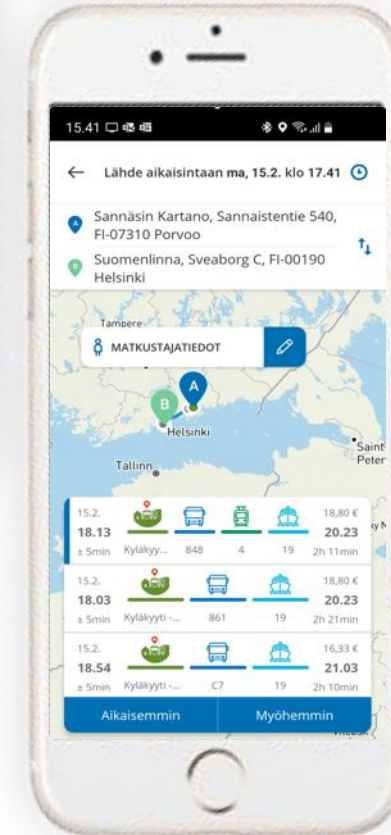 15.41
← Lähde aikaisintaan ma, 15.2. klo 17.41
A Sannäsin Kartano, Sannaistentie 540,
FI-07310 Porvoo
B Suomenlinna, Sveaborg C, FI-00190
Helsinki
Tampere
MATKUSTAJATIEDOT
A
B
Helsinki
Saint-
Peter
Tallinn
15.2. 18,80 €
18.13 20.23
± 5min Kyläkyy... 848 4 19 2h 11min
15.2. 18,80 €
18.03 20.23
± 5min Kyläkyyti -... 861 19 2h 21min
15.2. 16,33 €
18.54 21.03
± 5min Kyläkyyti -... C7 19 2h 10min
Aikaisemmin Myöhemmin